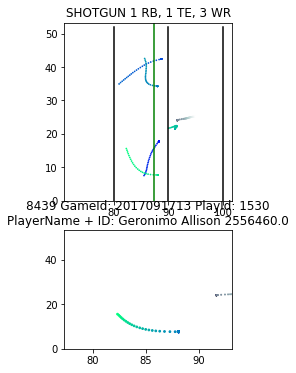 SHOTGUN 1 RB, 1 TE, 3 WR
50
40
30
20
10
0
80 90 100
8439 GameId: 2017091713 PlayId: 1530
PlayerName + ID: Geronimo Allison 2556460.0
40
20
0
80 85 90